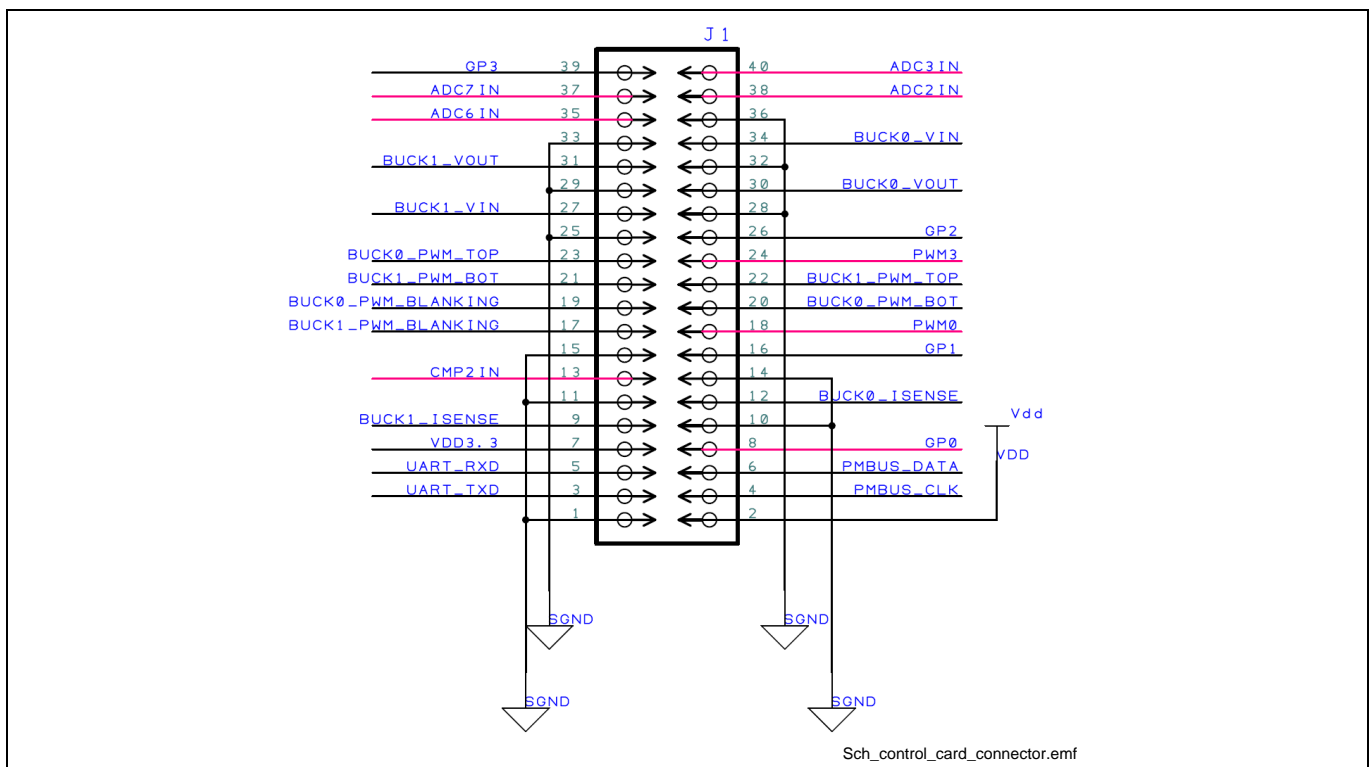 J1
GP3 39 40 ADC3IN
ADC7IN 37 38 ADC2IN
ADC6IN 35 36
33 34 BUCK0_VIN
BUCK1_VOUT 31 32
29 30 BUCK0_VOUT
BUCK1_VIN 27 28
25 26 GP2
BUCK0_PWM_TOP 23 24 PWM3
BUCK1_PWM_BOT 21 22 BUCK1_PWM_TOP
BUCK0_PWM_BLANKING 19 20 BUCK0_PWM_BOT
BUCK1_PWM_BLANKING 17 18 PWM0
15 16 GP1
CMP2IN 13 14
11 12 BUCK0_ISENSE
BUCK1_ISENSE 9 10
Vdd
VDD3.3 7 8 GP0
VDD
UART_RXD 5 6 PMBUS_DATA
UART_TXD 3 4 PMBUS_CLK
1 2
SGND SGND
SGND SGND
Sch_control_card_connector.emf